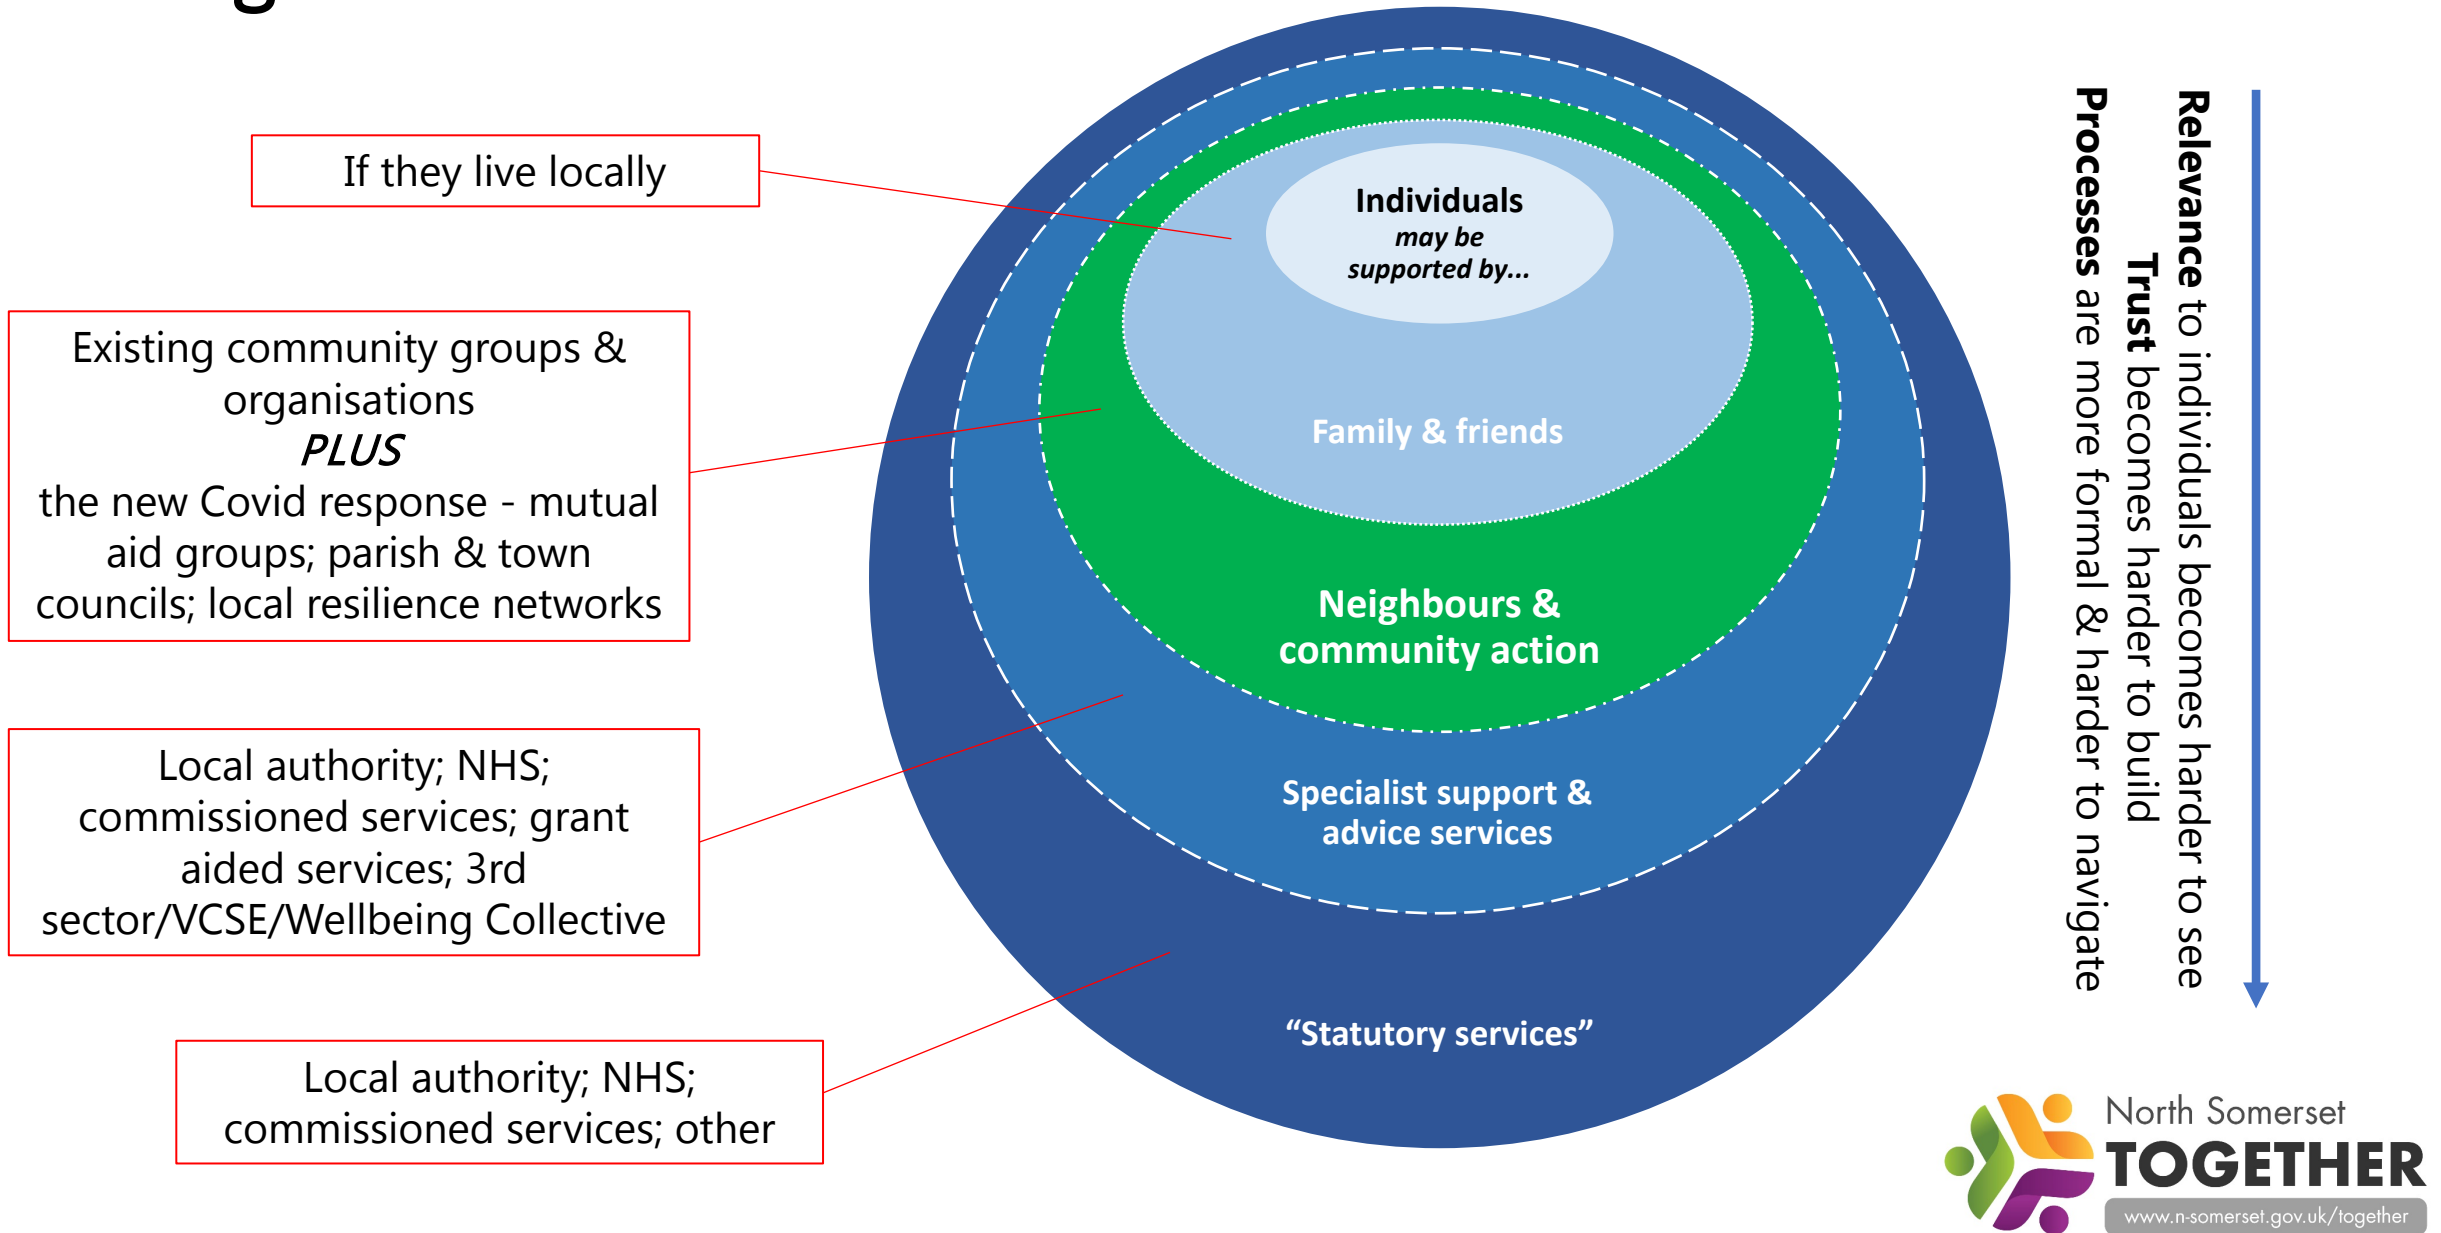 If they live locally
Existing community groups &
organisations
PLUS
the new Covid response - mutual
aid groups; parish & town
councils; local resilience networks
Local authority; NHS;
commissioned services; grant
aided services; 3rd
sector/VCSE/Wellbeing Collective
Local authority; NHS;
commissioned services; other
Individuals
may be
supported by...
Family & friends
Neighbours &
community action
Specialist support &
advice services
“Statutory services”
Relevance to individuals becomes harder to see
Trust becomes harder to build
Processes are more formal & harder to navigate
North Somerset
TOGETHER
www.n-somerset.gov.uk/together